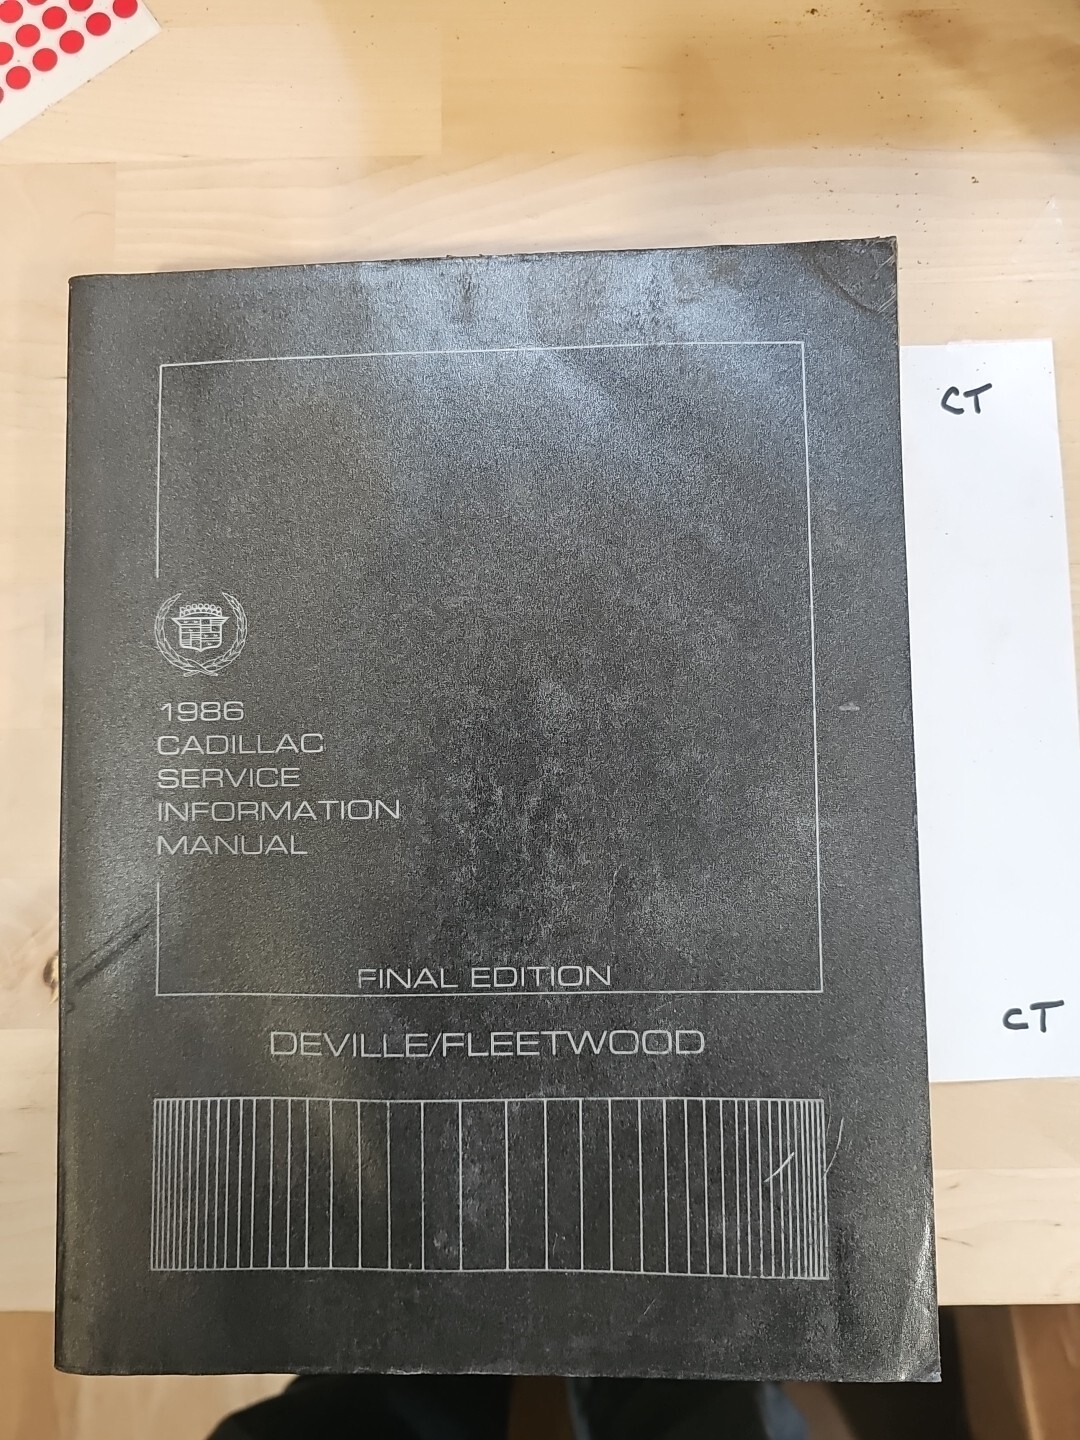 CT
1986
CADILLAC
SERVICE
INFORMATION
MANUAL
FINAL EDITION
CT
DEVILLE/FLEETWOOD